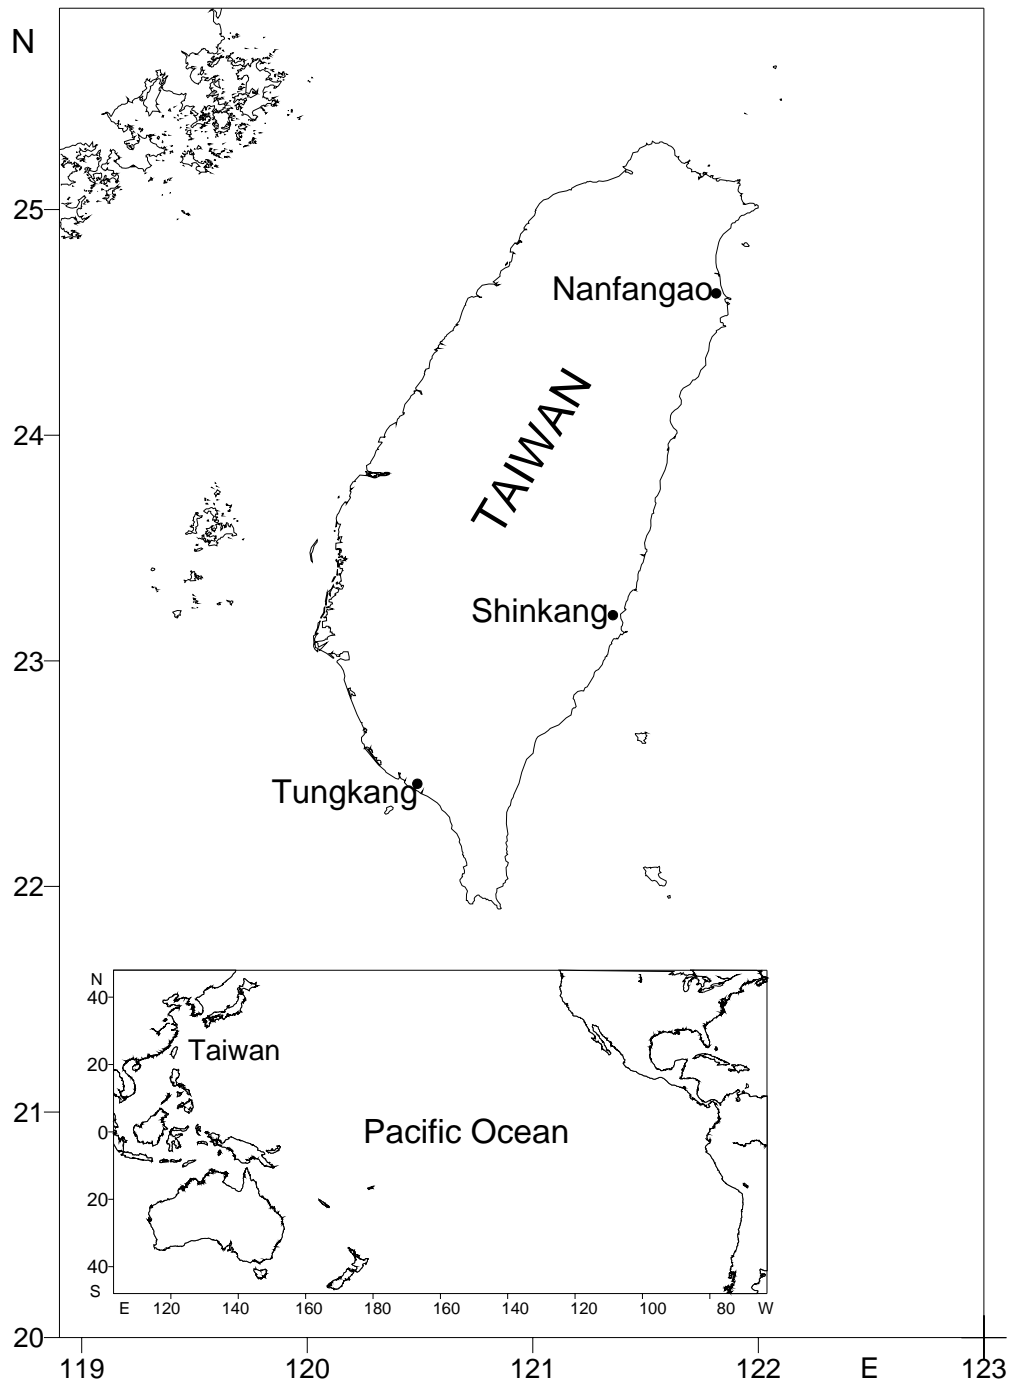 N
25
Nanfangao
24
TAIWAN
Shinkang
23
Tungkang
22
N
40
Taiwan
20
21
Pacific Ocean
0
20
40
S
E 120 140 160 180 160 140 120 100 80 W
20
119 120 121 122 E 123